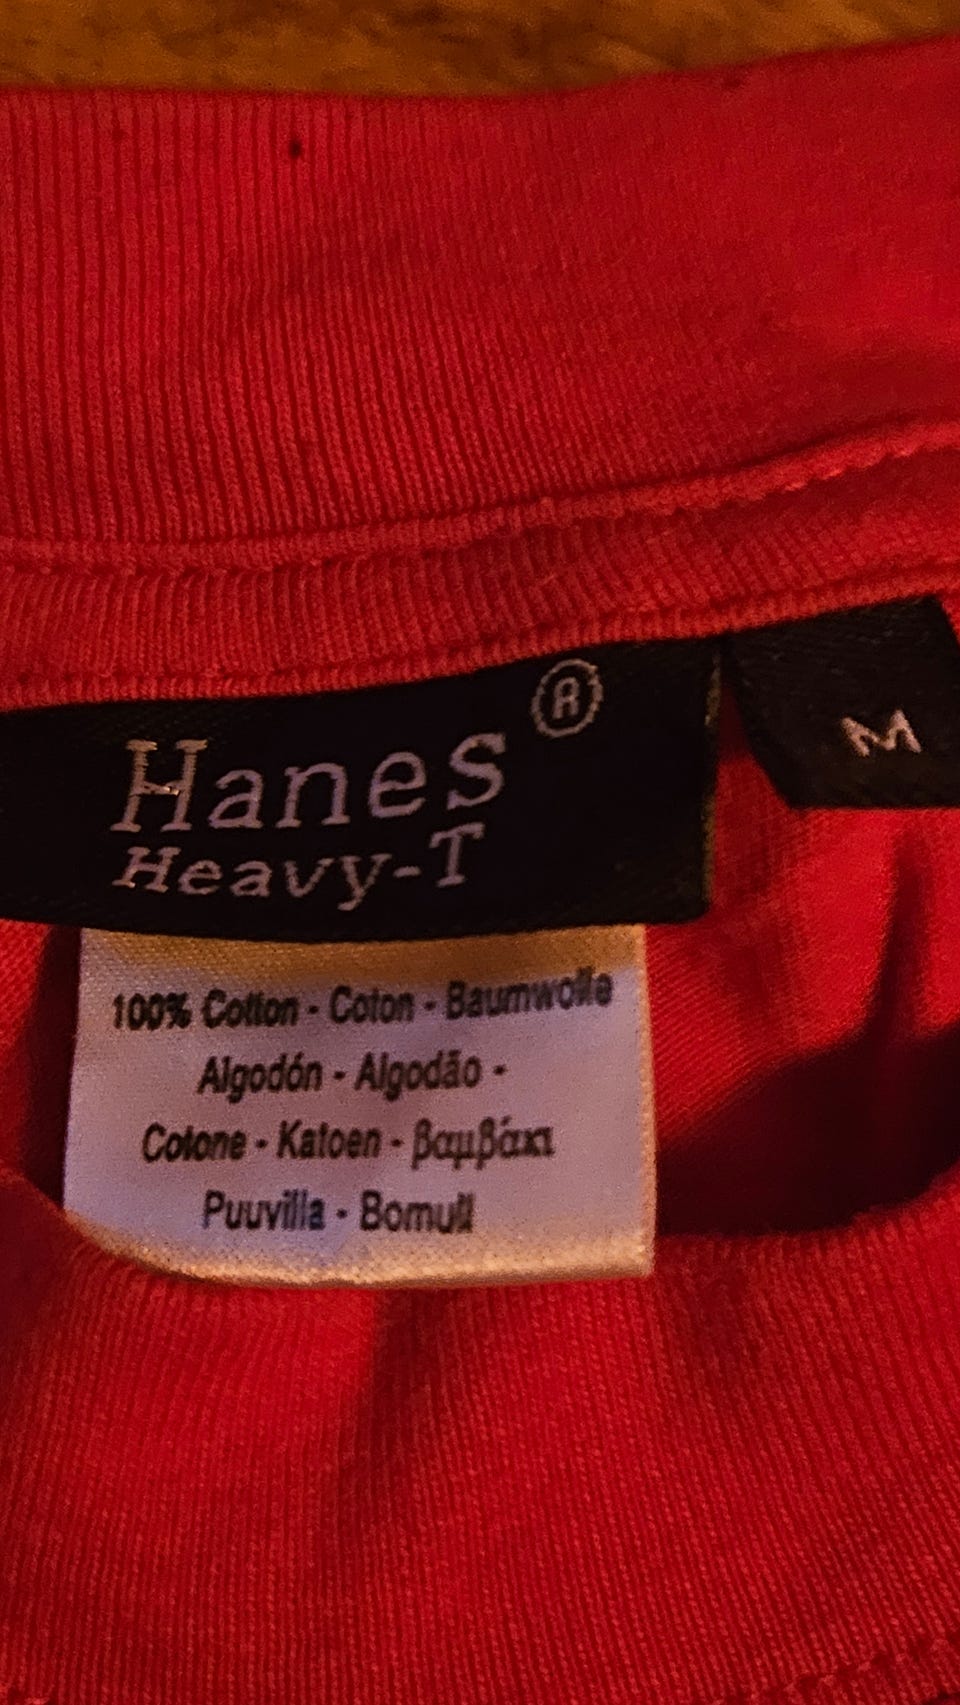 Hanes ®
Heavy-T
M
100% Cotton - Coton - Baumwolle
Algodón - Algodão -
Cotone - Katoen - βαμβάκι
Puuvilla - Bomull